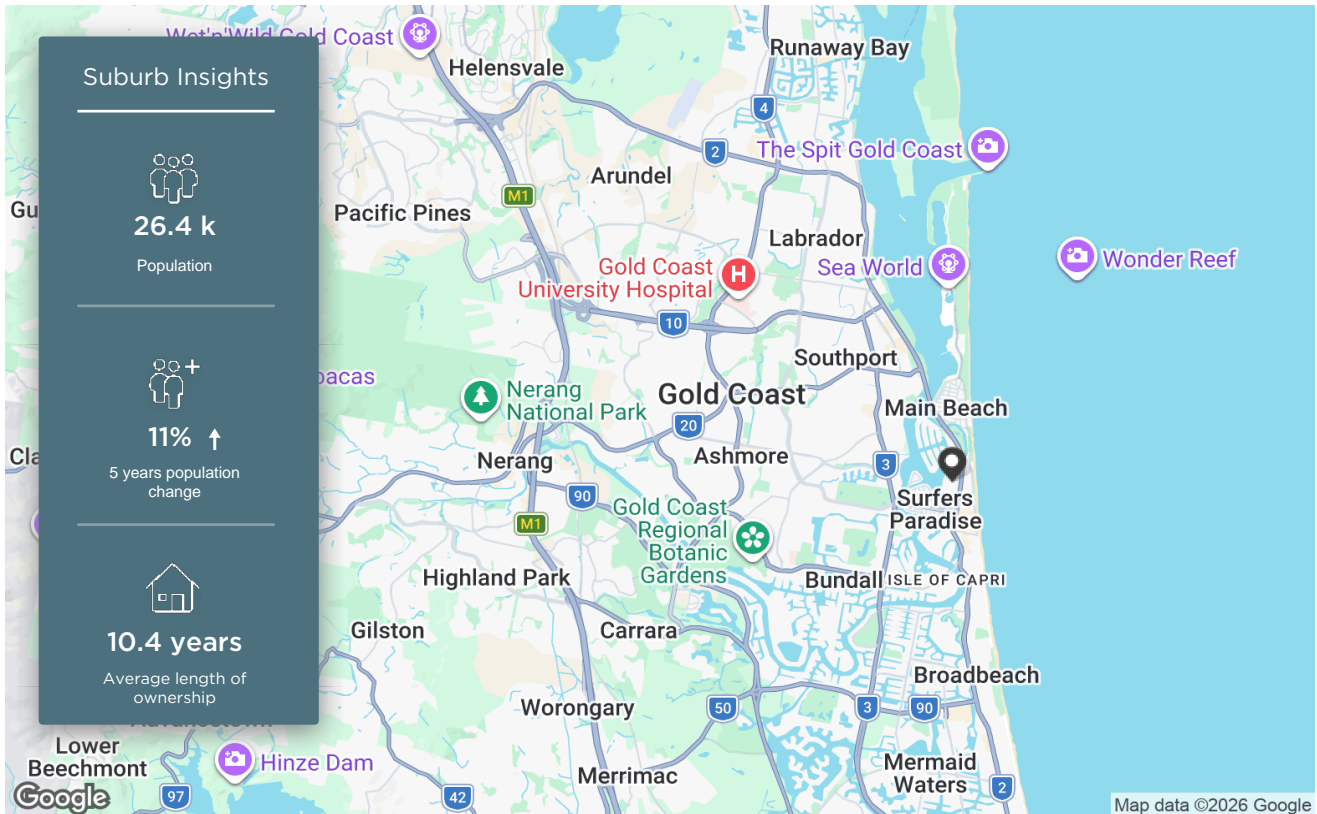 Suburb Insights
26.4 k
Population
11%
5 years population
change
10.4 years
Average length of
ownership
Wet'n'Wild Gold Coast
Helensvale
Runaway Bay
4
2
The Spit Gold Coast
Arundel
M1
Pacific Pines
Gu
Labrador
Gold Coast
University Hospital
H
Sea World
Wonder Reef
10
Southport
pacas
Nerang
National Park
Gold Coast
Main Beach
20
Cla
Nerang
Ashmore
3
90
Surfers
Paradise
Gold Coast
Regional
Botanic
Gardens
M1
Highland Park
Bundall
ISLE OF CAPRI
Gilston
Carrara
Broadbeach
Worongary
50
3
90
Lower
Beechmont
Hinze Dam
Merrimac
Mermaid
Waters
97
42
2
Google
Map data ©2026 Google